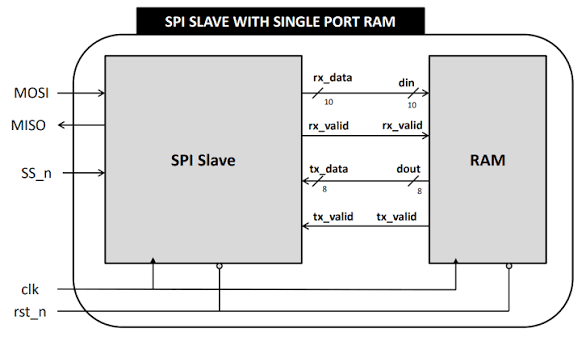 SPI SLAVE WITH SINGLE PORT RAM
MOSI
MISO
SS_n
clk
rst_n
SPI Slave
rx_data
10
din
10
rx_valid
rx_valid
tx_data
8
dout
8
tx_valid
tx_valid
RAM